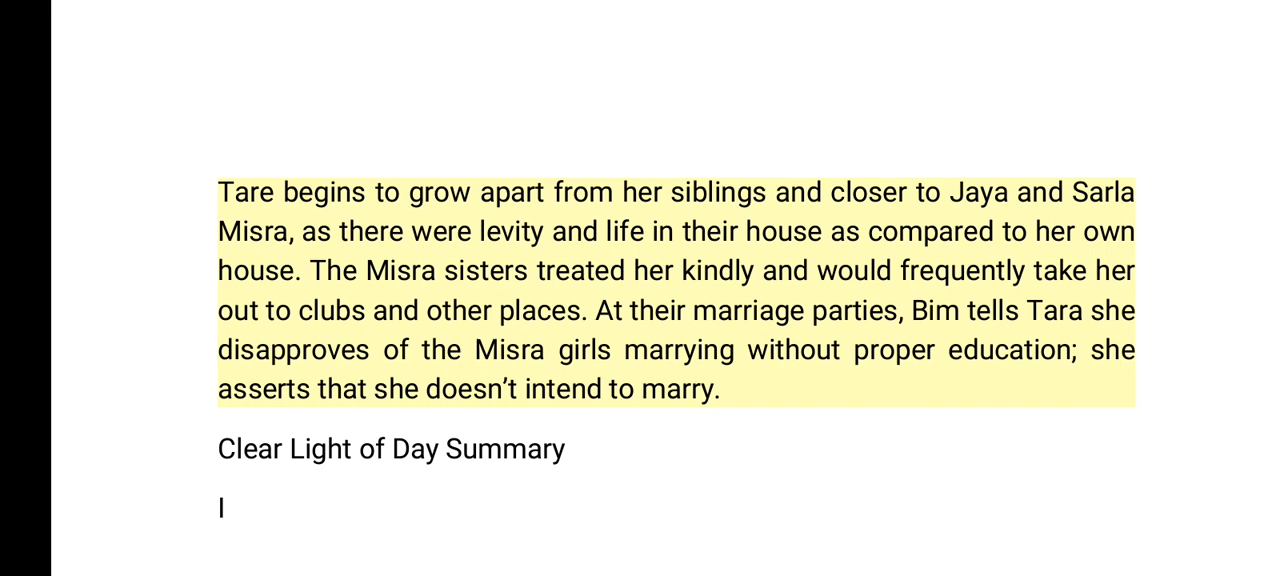 Tare begins to grow apart from her siblings and closer to Jaya and Sarla
Misra, as there were levity and life in their house as compared to her own
house. The Misra sisters treated her kindly and would frequently take her
out to clubs and other places. At their marriage parties, Bim tells Tara she
disapproves of the Misra girls marrying without proper education; she
asserts that she doesn’t intend to marry.
Clear Light of Day Summary
I